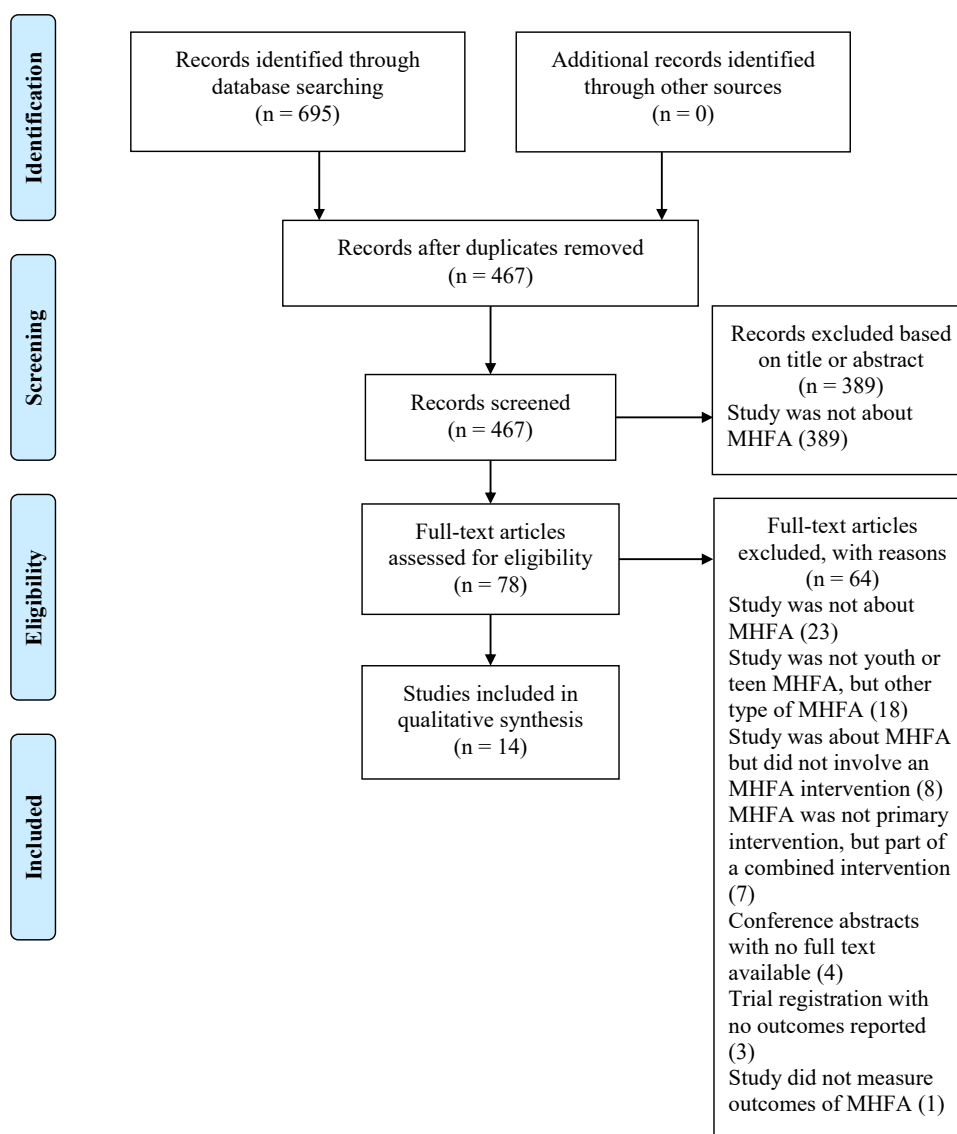 Identification
Records identified through
database searching
(n = 695)
Additional records identified
through other sources
(n = 0)
Records after duplicates removed
(n = 467)
Screening
Records screened
(n = 467)
Records excluded based
on title or abstract
(n = 389)
Study was not about
MHFA (389)
Eligibility
Full-text articles
assessed for eligibility
(n = 78)
Full-text articles
excluded, with reasons
(n = 64)
Study was not about
MHFA (23)
Study was not youth or
teen MHFA, but other
type of MHFA (18)
Study was about MHFA
but did not involve an
MHFA intervention (8)
MHFA was not primary
intervention, but part of
a combined intervention
(7)
Conference abstracts
with no full text
available (4)
Trial registration with
no outcomes reported
(3)
Study did not measure
outcomes of MHFA (1)
Included
Studies included in
qualitative synthesis
(n = 14)